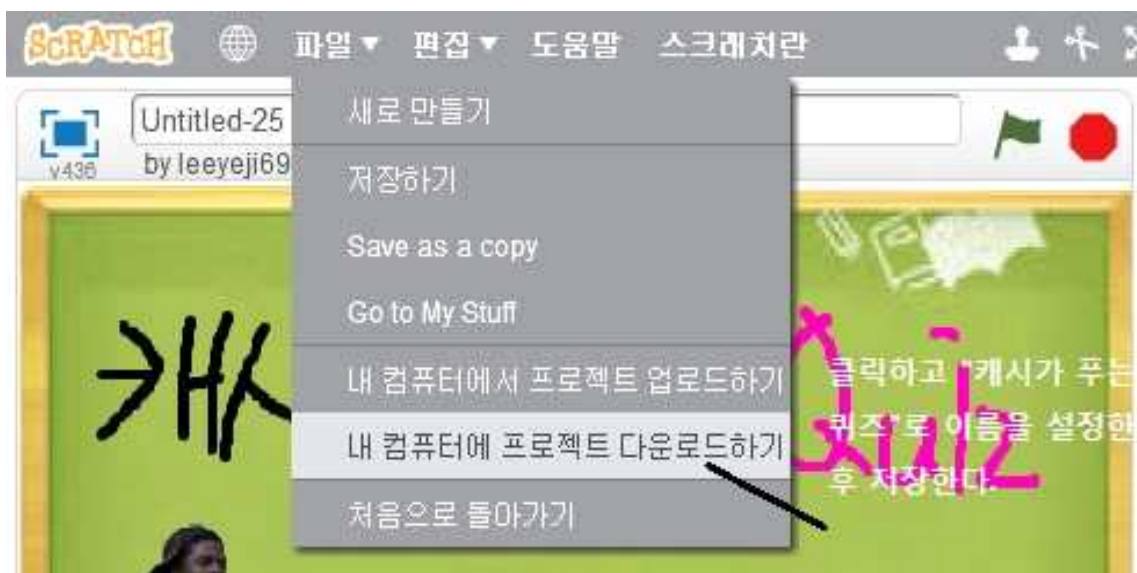 SCRATCH 파일▼ 편집▼ 도움말 스크래치란
새로 만들기
Untitled-25
v436 by leeyeji69
저장하기
Save as a copy
Go to My Stuff
내 컴퓨터에서 프로젝트 업로드하기
내 컴퓨터에 프로젝트 다운로드하기
처음으로 돌아가기
캐시
Quiz
클릭하고 "캐시가 푸는
퀴즈"로 이름을 설정한
후 저장한다.